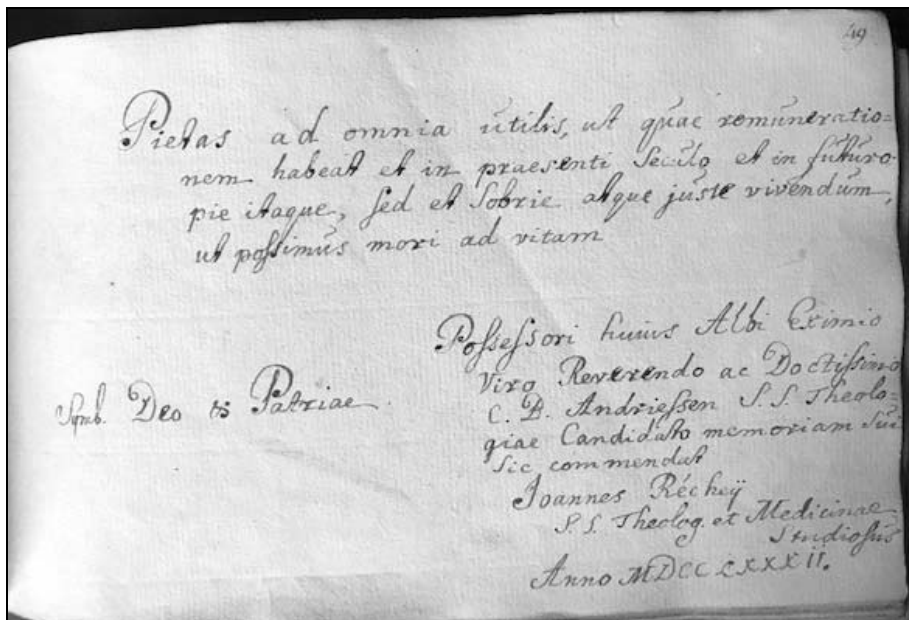 49
Pietas ad omnia utilis, ut quae remuneratio=
nem habeat et in praesenti Seculo et in futuro
pie itaque, sed et Sobrie atque juste vivendum,
ut possimus mori ad vitam
Possessori huius Albi Eximio
Viro Reverendo ac Doctissimo
C. B. Andriessen S. S. Theolo=
giae Candidato memoriam Sui
Sic commendat
Symb. Deo et Patriae
Joannes Réchey
S. S. Theolog. et Medicinae
Studiosus
Anno MDCCLXXXII.